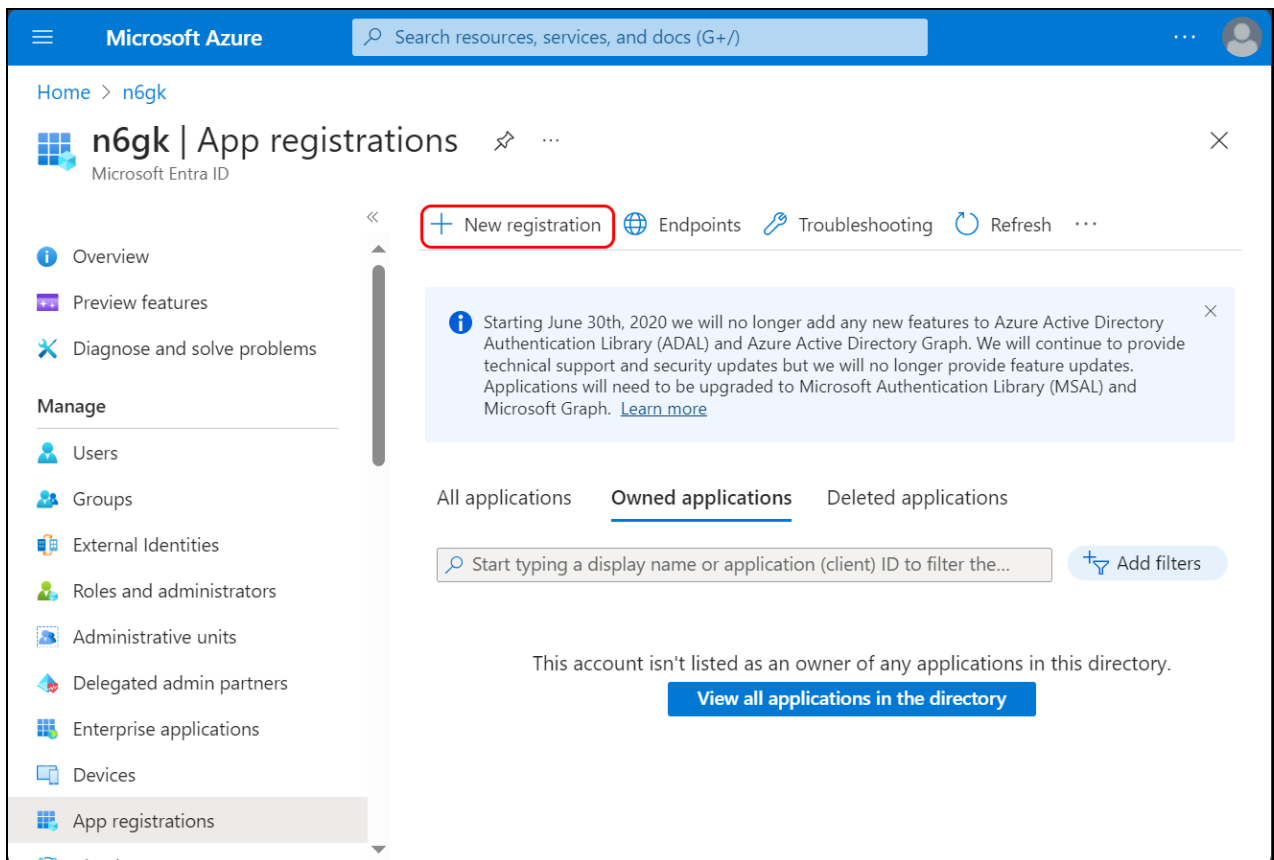 Microsoft Azure
Search resources, services, and docs (G+/)
...
Home > n6gk
n6gk | App registrations
...
Microsoft Entra ID
«
Overview
Preview features
Diagnose and solve problems
Manage
Users
Groups
External Identities
Roles and administrators
Administrative units
Delegated admin partners
Enterprise applications
Devices
App registrations
+ New registration Endpoints Troubleshooting Refresh ...
Starting June 30th, 2020 we will no longer add any new features to Azure Active Directory
Authentication Library (ADAL) and Azure Active Directory Graph. We will continue to provide
technical support and security updates but we will no longer provide feature updates.
Applications will need to be upgraded to Microsoft Authentication Library (MSAL) and
Microsoft Graph. Learn more
All applications Owned applications Deleted applications
Start typing a display name or application (client) ID to filter the...
Add filters
This account isn't listed as an owner of any applications in this directory.
View all applications in the directory